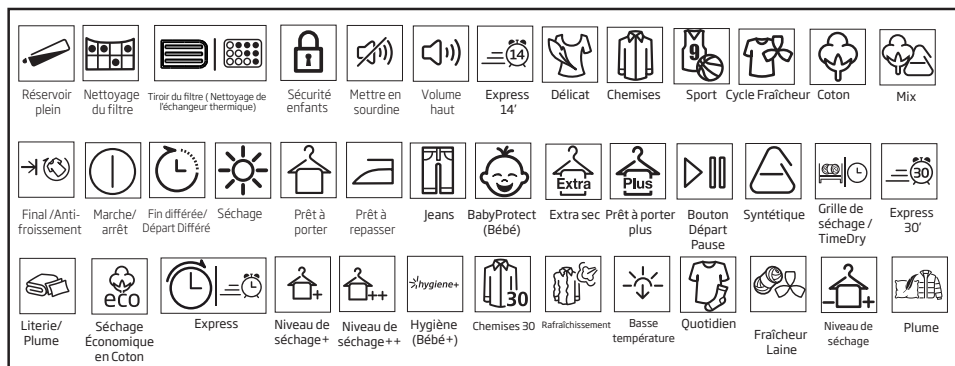 14
9
Réservoir plein
Nettoyage du filtre
Tiroir du filtre ( Nettoyage de l'échangeur thermique)
Sécurité enfants
Mettre en sourdine
Volume haut
Express 14'
Délicat
Chemises
Sport
Cycle Fraîcheur
Coton
Mix
Extra
Plus
30
Final /Anti-froissement
Marche/ arrêt
Fin différée/ Départ Différé
Séchage
Prêt à porter
Prêt à repasser
Jeans
BabyProtect (Bébé)
Extra sec
Prêt à porter plus
Bouton Départ Pause
Syntétique
Grille de séchage / TimeDry
Express 30'
eco
+
++
hygiene+
30
- +
Literie/ Plume
Séchage Économique en Coton
Express
Niveau de séchage+
Niveau de séchage++
Hygiène (Bébé+)
Chemises 30
Rafraîchissement
Basse température
Quotidien
Fraîcheur Laine
Niveau de séchage
Plume